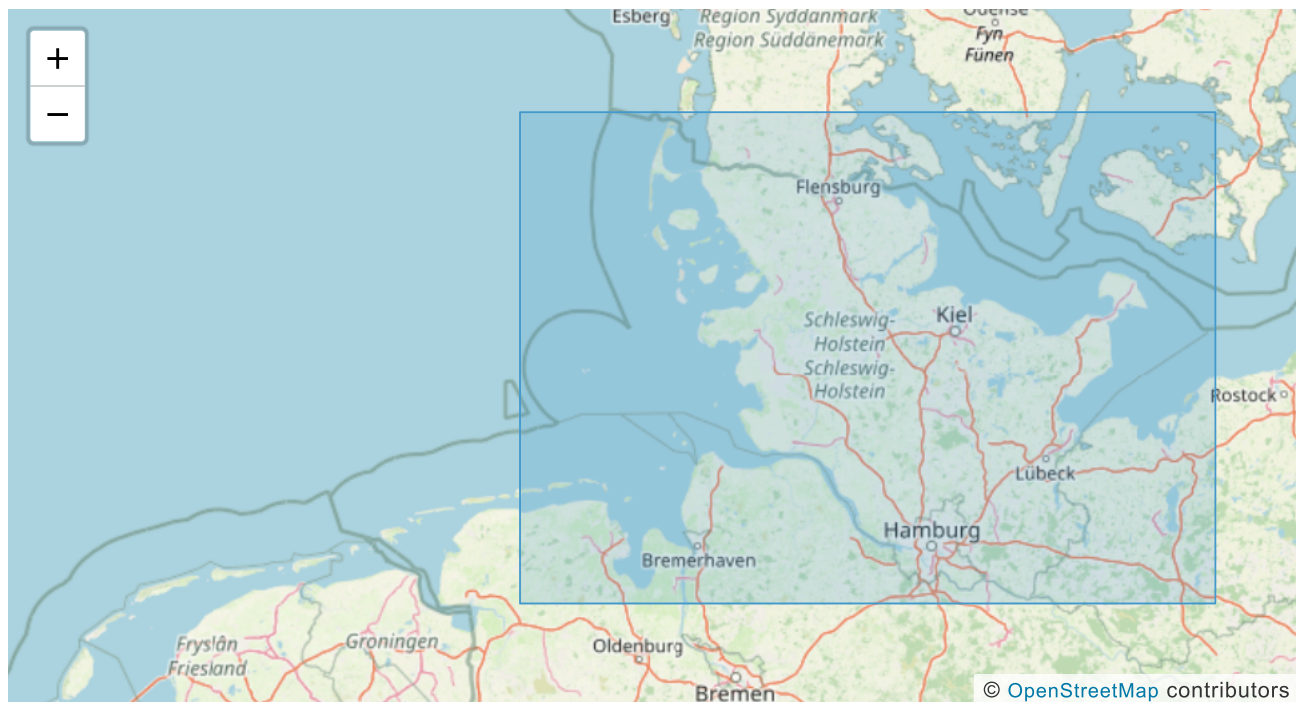 +
−
Esberg
Region Syddanmark
Region Süddänemark
Odense
Fyn
Fünen
Flensburg
Kiel
Schleswig-
Holstein
Schleswig-
Holstein
Rostock
Lübeck
Hamburg
Bremerhaven
Fryslân
Friesland
Groningen
Oldenburg
Bremen
© OpenStreetMap contributors